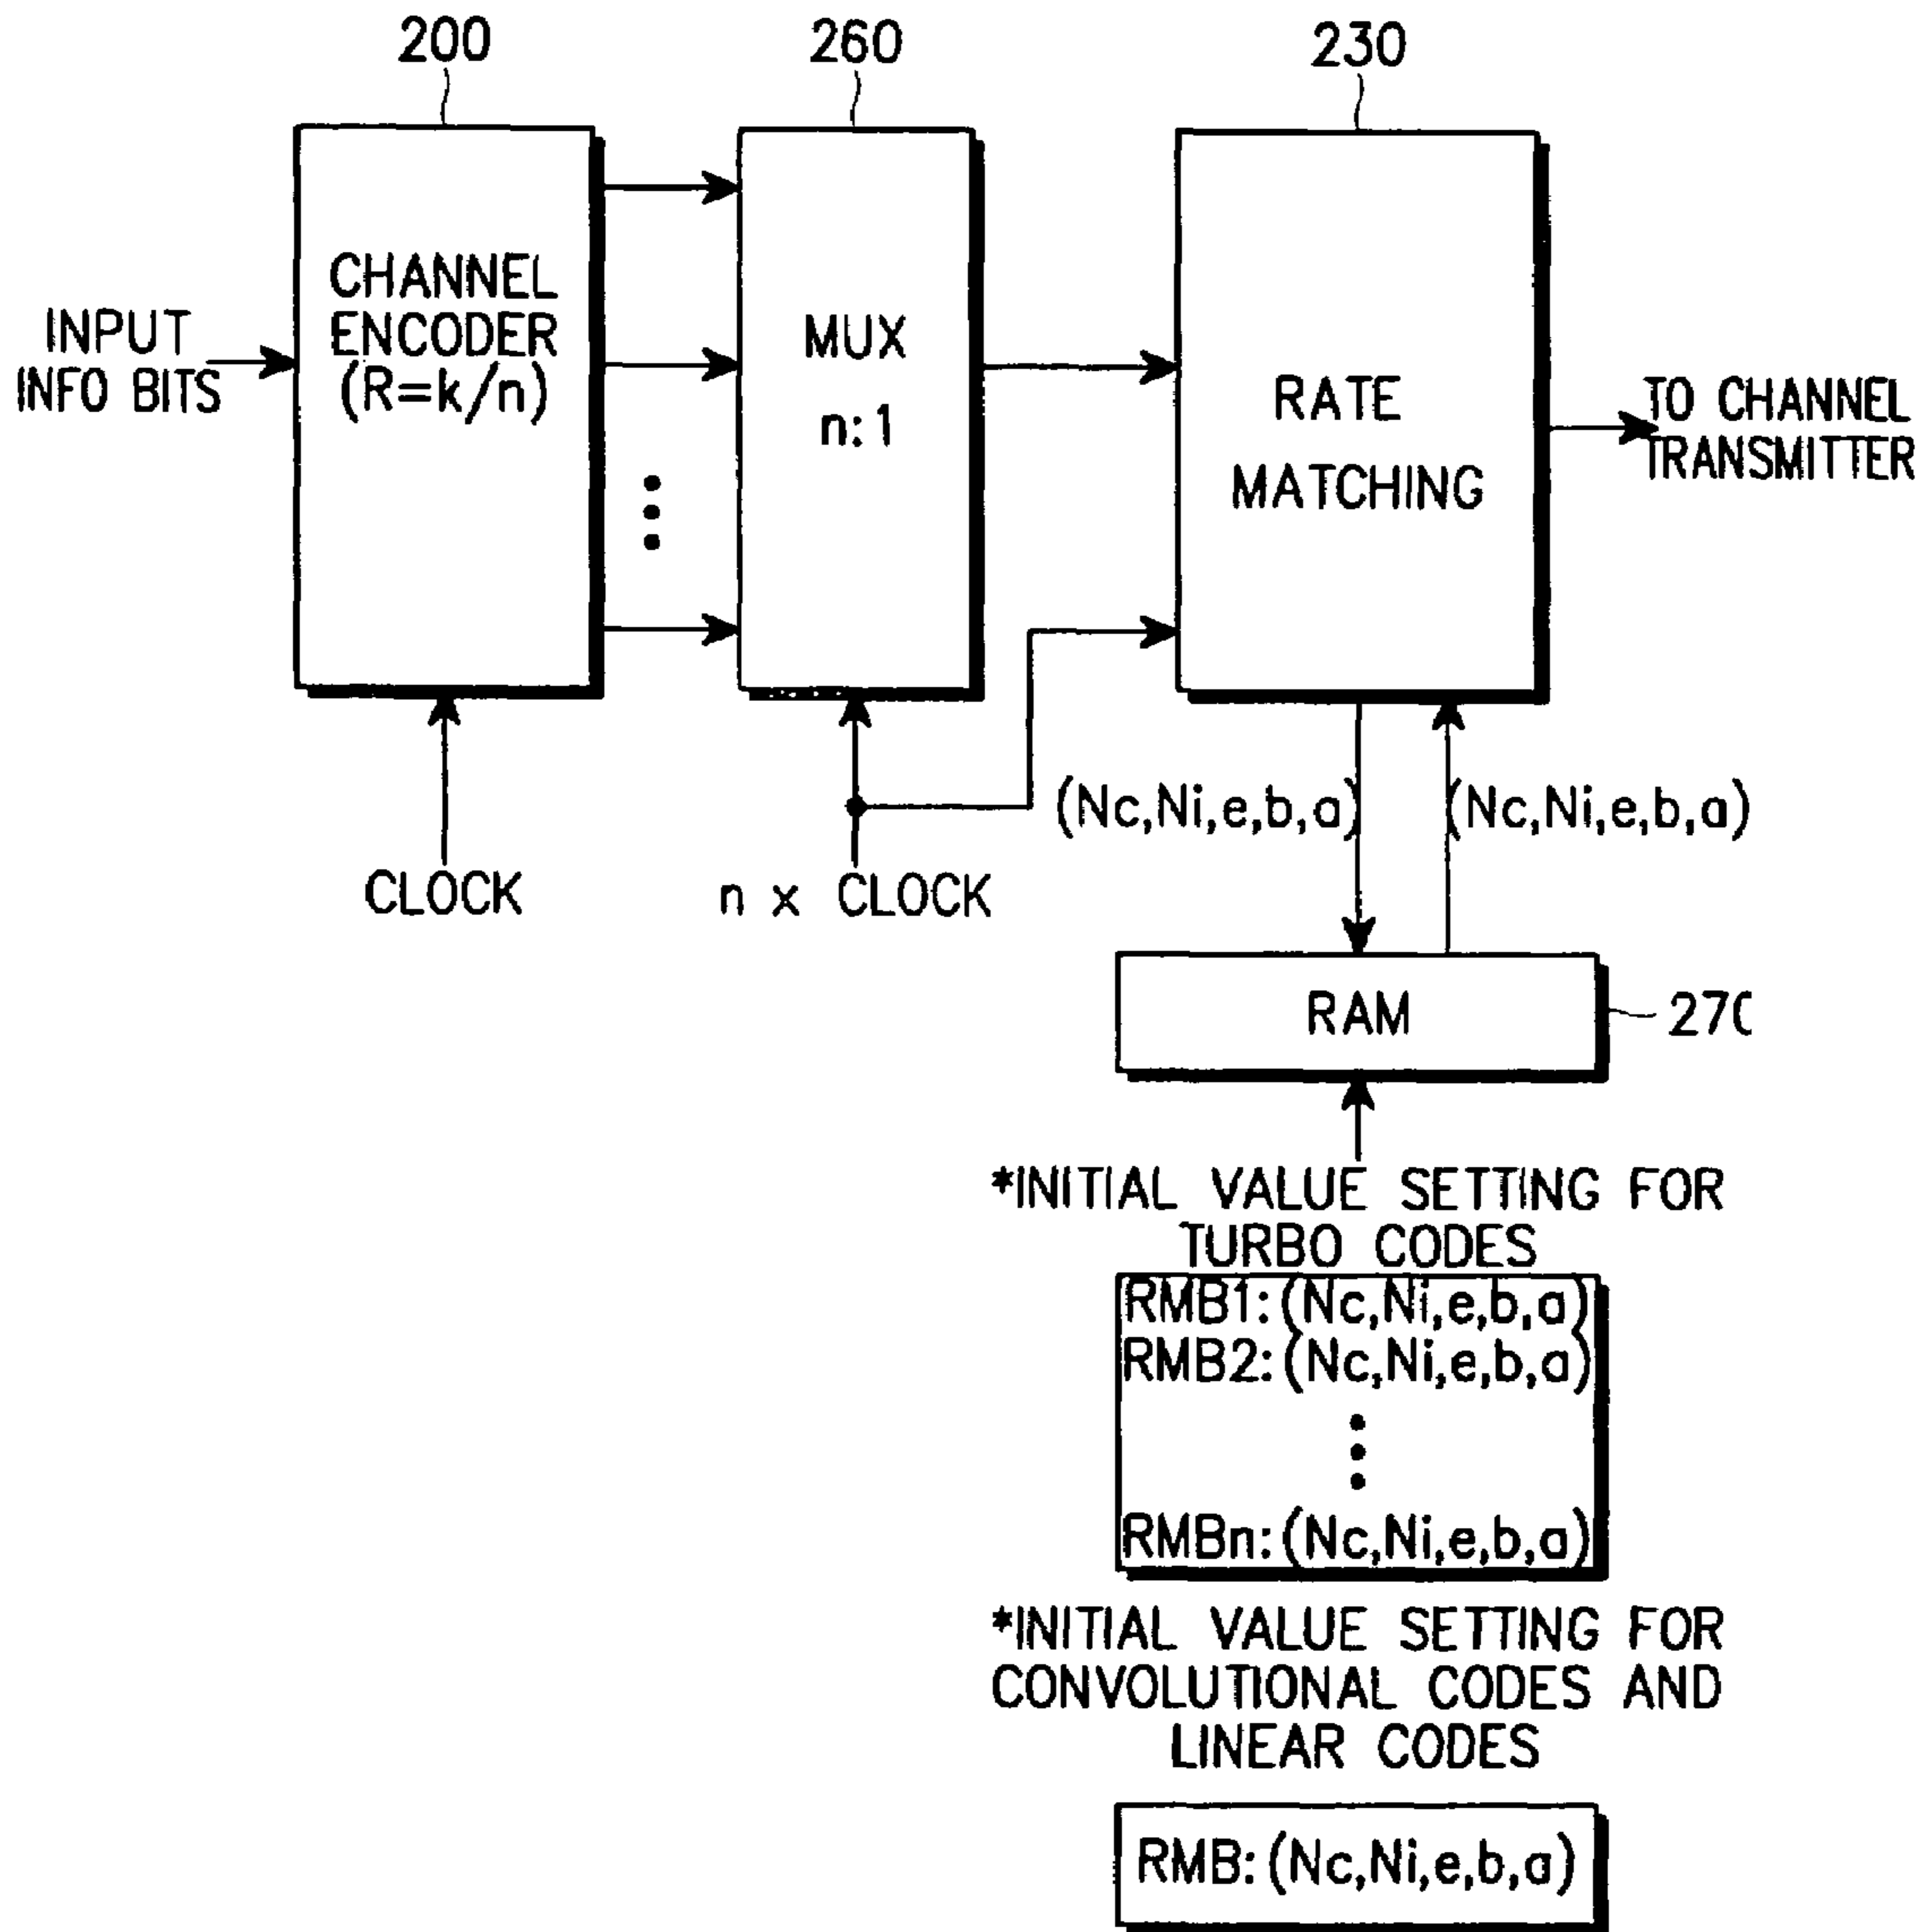 200
260
230
INPUT
INFO BITS
CHANNEL
ENCODER
(R=k/n)
MUX
n:1
RATE
MATCHING
TO CHANNEL
TRANSMITTER
CLOCK
n x CLOCK
(Nc,Ni,e,b,a)
(Nc,Ni,e,b,a)
RAM
270
*INITIAL VALUE SETTING FOR
TURBO CODES
RMB1:(Nc,Ni,e,b,a)
RMB2:(Nc,Ni,e,b,a)
RMBn:(Nc,Ni,e,b,a)
*INITIAL VALUE SETTING FOR
CONVOLUTIONAL CODES AND
LINEAR CODES
RMB:(Nc,Ni,e,b,a)